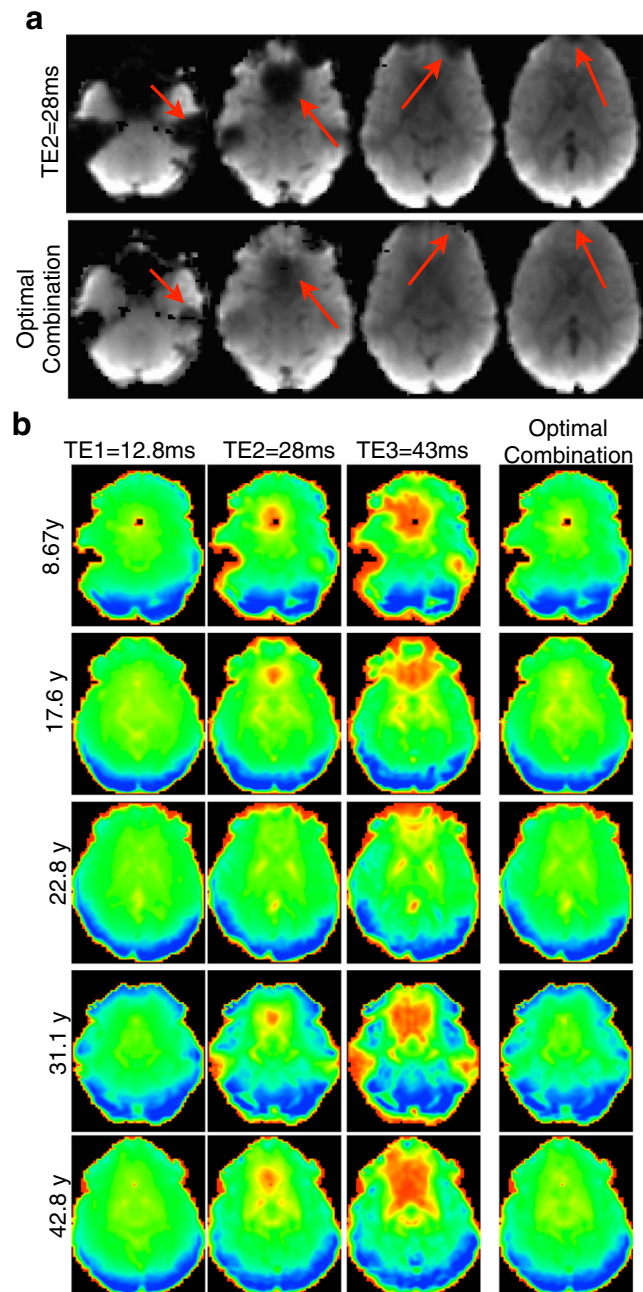 a
TE2=28ms
Optimal
Combination
b
TE1=12.8ms TE2=28ms TE3=43ms Optimal
Combination
8.67y
17.6 y
22.8 y
31.1 y
42.8 y